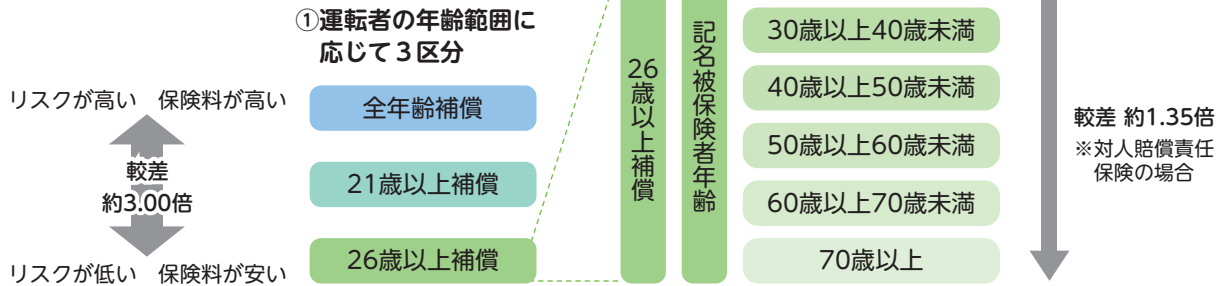 ①運転者の年齢範囲に
応じて3区分
リスクが高い 保険料が高い
較差
約3.00倍
リスクが低い 保険料が安い
全年齢補償
21歳以上補償
26歳以上補償
26歳以上補償
記名被保険者年齢
30歳以上40歳未満
40歳以上50歳未満
50歳以上60歳未満
60歳以上70歳未満
70歳以上
較差 約1.35倍
※対人賠償責任
保険の場合